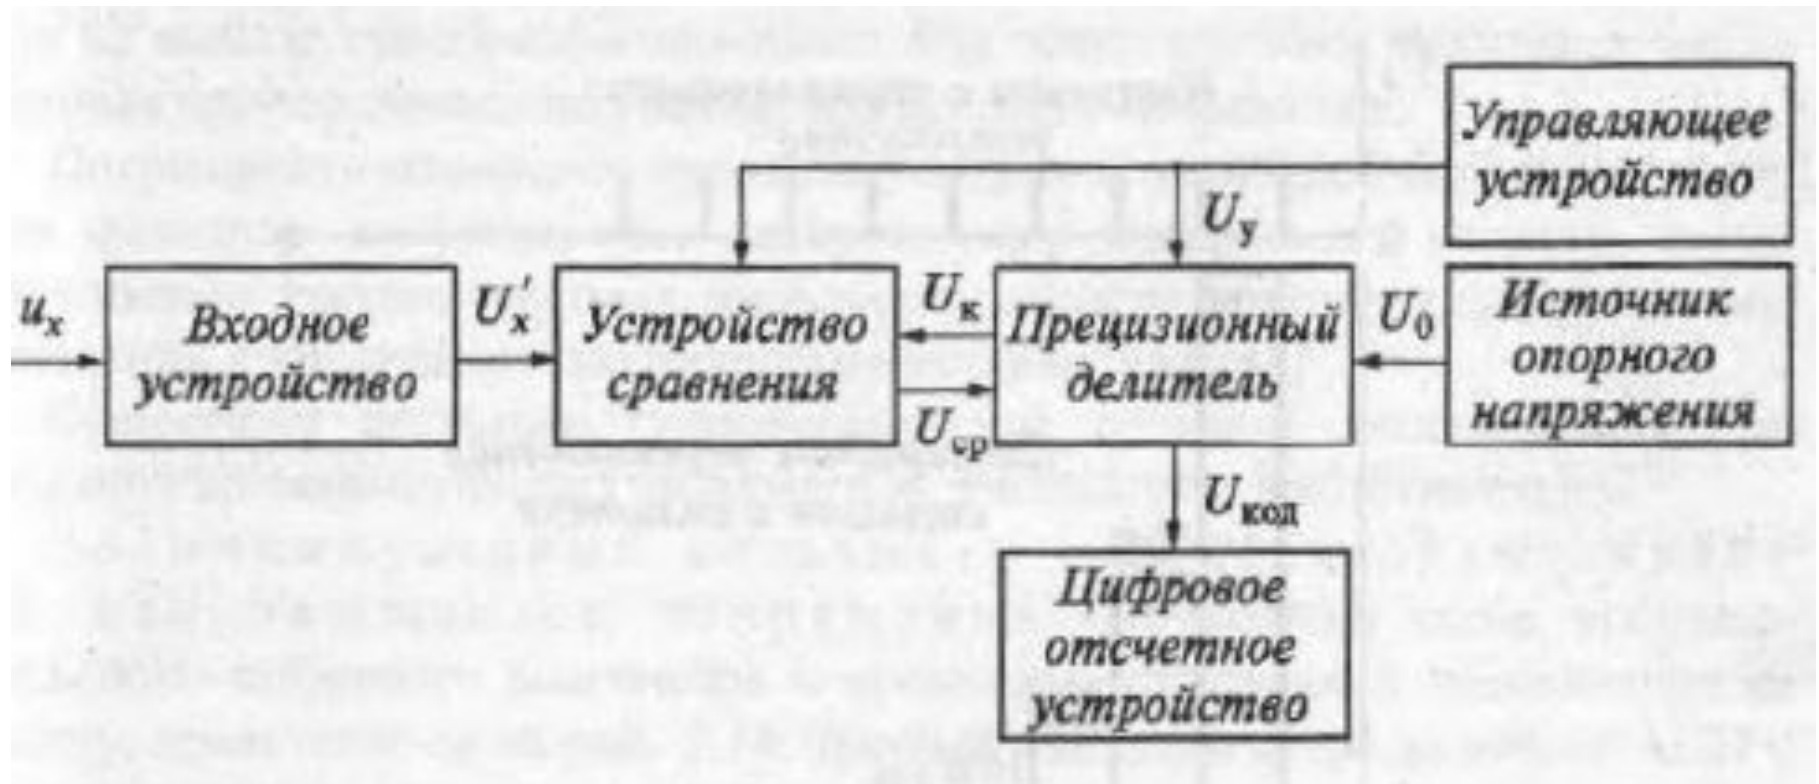 Управляющее
устройство
U_у
u_x
Входное
устройство
U'_x
Устройство
сравнения
U_к
U_ср
Прецизионный
делитель
U_0
Источник
опорного
напряжения
U_код
Цифровое
отсчетное
устройство